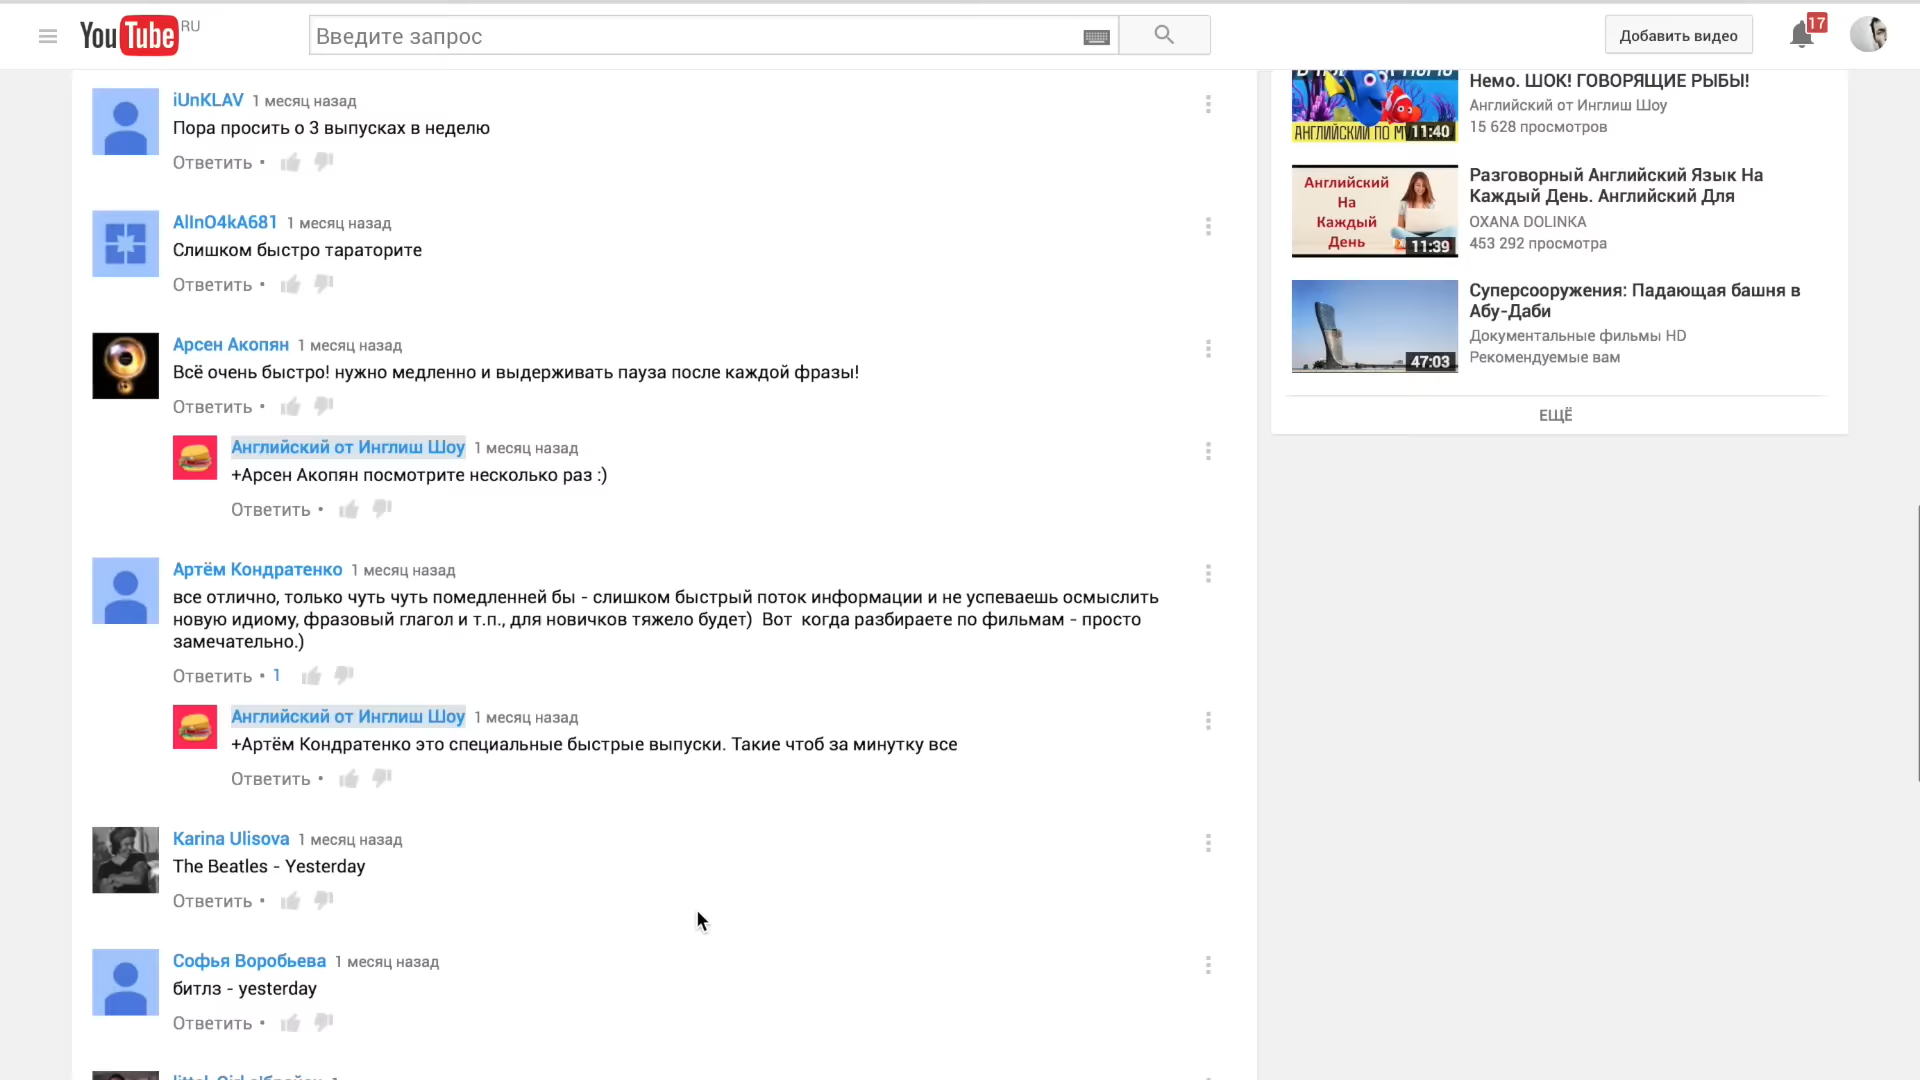 YouTube RU
Введите запрос
Добавить видео
17
iUnKLAV 1 месяц назад
Пора просить о 3 выпусках в неделю
Ответить •
AlInO4kA681 1 месяц назад
Слишком быстро тараторите
Ответить •
Арсен Акопян 1 месяц назад
Всё очень быстро! нужно медленно и выдерживать пауза после каждой фразы!
Ответить •
Английский от Инглиш Шоу 1 месяц назад
+Арсен Акопян посмотрите несколько раз :)
Ответить •
Артём Кондратенко 1 месяц назад
все отлично, только чуть чуть помедленней бы - слишком быстрый поток информации и не успеваешь осмыслить
новую идиому, фразовый глагол и т.п., для новичков тяжело будет) Вот когда разбираете по фильмам - просто
замечательно.)
Ответить • 1
Английский от Инглиш Шоу 1 месяц назад
+Артём Кондратенко это специальные быстрые выпуски. Такие чтоб за минутку все
Ответить •
Karina Ulisova 1 месяц назад
The Beatles - Yesterday
Ответить •
Софья Воробьева 1 месяц назад
битлз - yesterday
Ответить •
АНГЛИЙСКИЙ ПО М
11:40
Немо. ШОК! ГОВОРЯЩИЕ РЫБЫ!
Английский от Инглиш Шоу
15 628 просмотров
Английский
На
Каждый
День
11:39
Разговорный Английский Язык На
Каждый День. Английский Для
OXANA DOLINKA
453 292 просмотра
47:03
Суперсооружения: Падающая башня в
Абу-Даби
Документальные фильмы HD
Рекомендуемые вам
ЕЩЁ